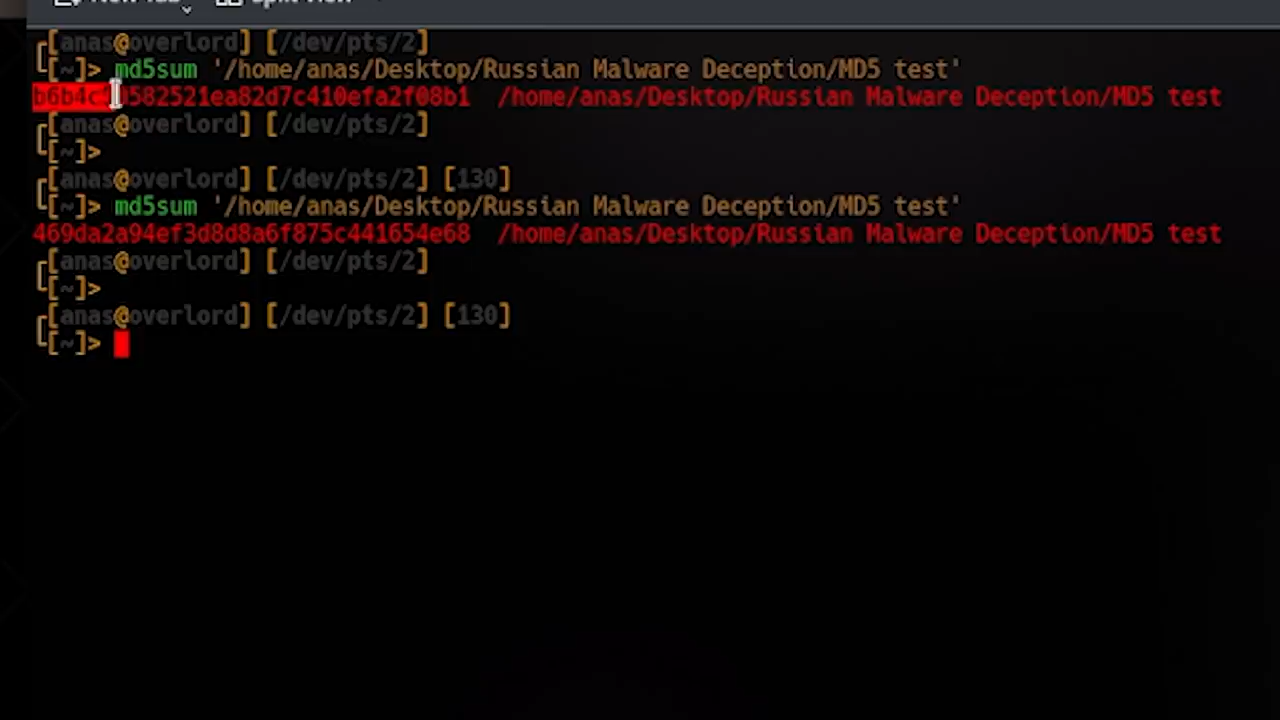 New Tab Split View
[anas@overlord] [/dev/pts/2]
[~]> md5sum '/home/anas/Desktop/Russian Malware Deception/MD5 test'
/home/anas/Desktop/Russian Malware Deception/MD5 test
[anas@overlord] [/dev/pts/2]
[~]>
[anas@overlord] [/dev/pts/2] [130]
[~]> md5sum '/home/anas/Desktop/Russian Malware Deception/MD5 test'
469da2a94ef3d8d8a6f875c441654e68 /home/anas/Desktop/Russian Malware Deception/MD5 test
[anas@overlord] [/dev/pts/2]
[~]>
[anas@overlord] [/dev/pts/2] [130]
[~]>